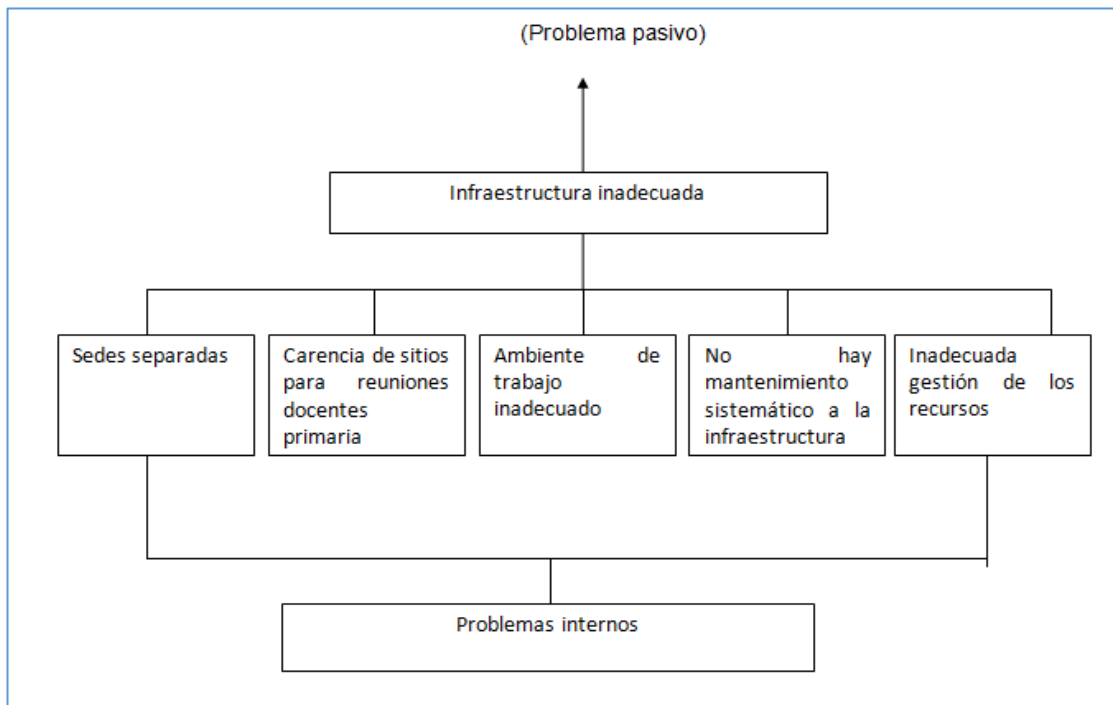 (Problema pasivo)
Infraestructura inadecuada
Sedes separadas
Carencia de sitios
para reuniones
docentes
primaria
Ambiente de
trabajo
inadecuado
No hay
mantenimiento
sistemático a la
infraestructura
Inadecuada
gestión de los
recursos
Problemas internos